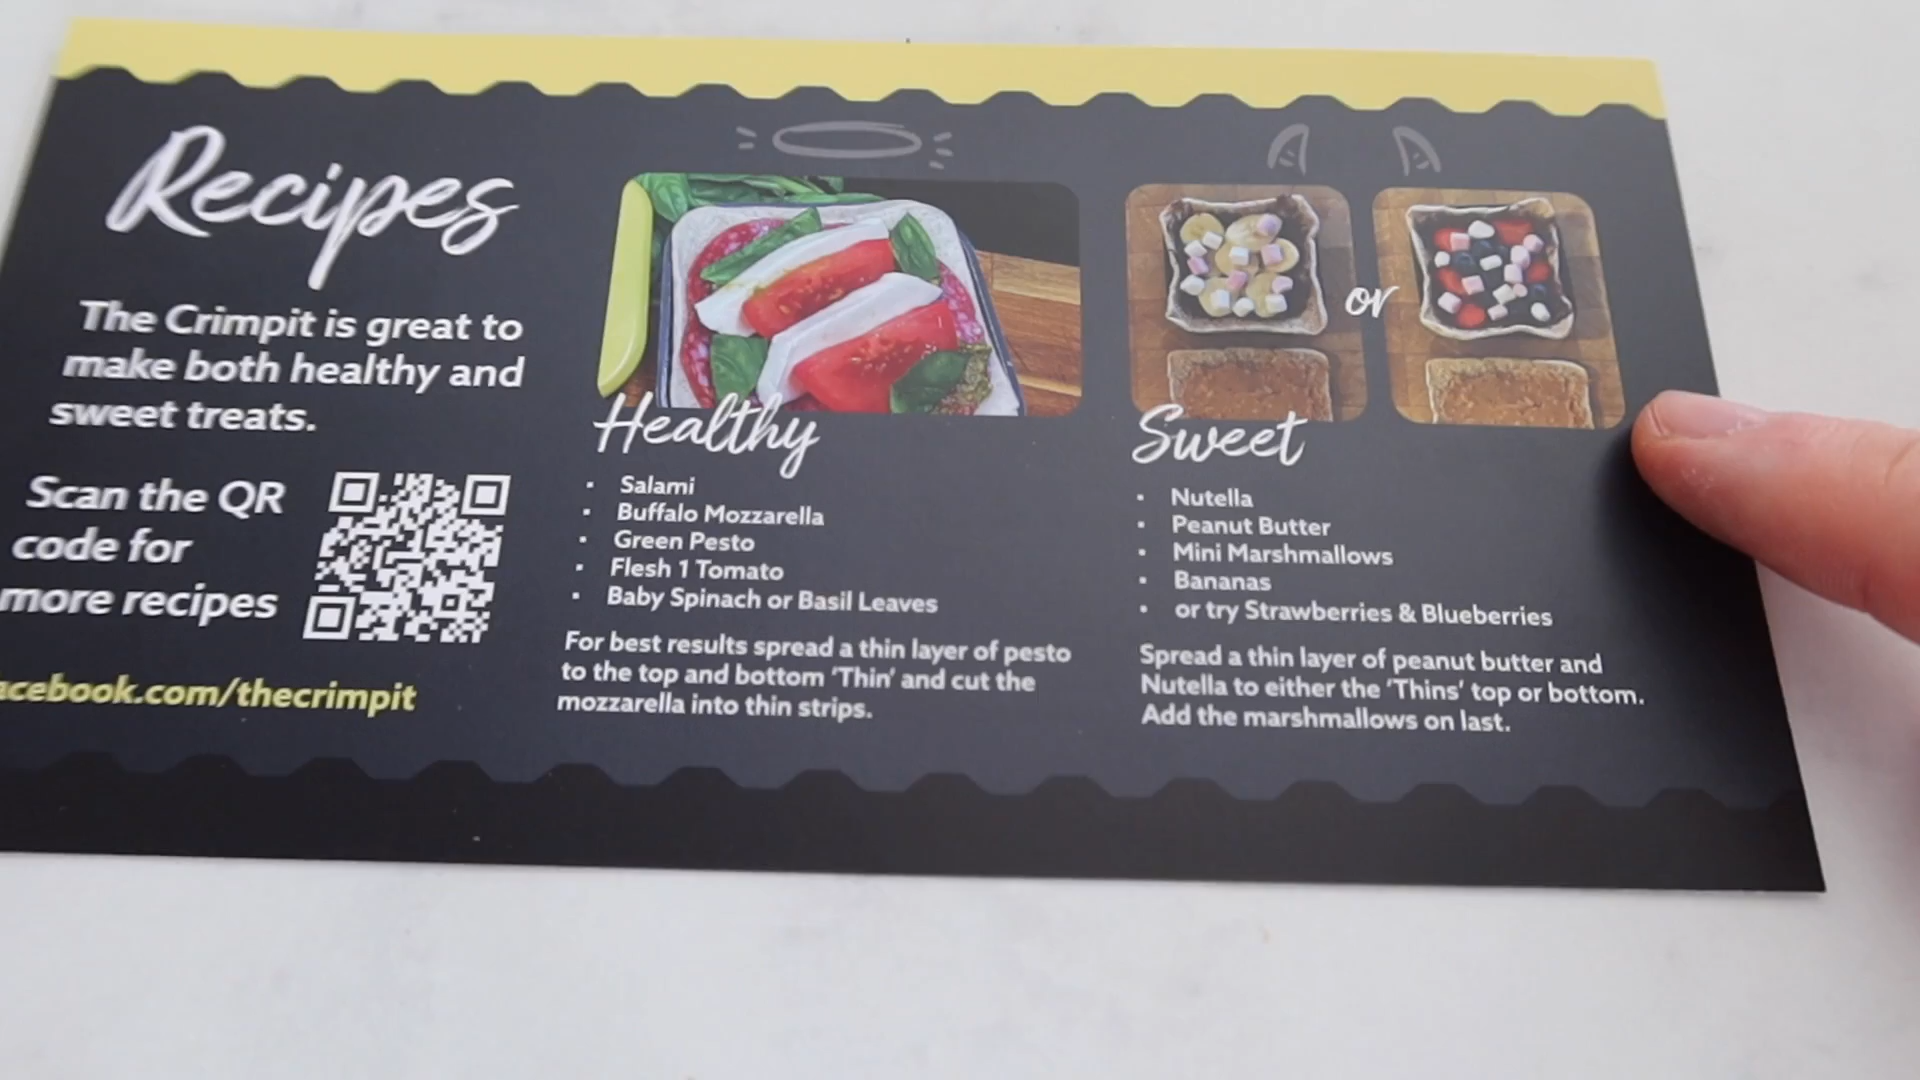 Recipes
The Crimpit is great to
make both healthy and
sweet treats.
Scan the QR
code for
more recipes
acebook.com/thecrimpit
Healthy
· Salami
· Buffalo Mozzarella
· Green Pesto
· Flesh 1 Tomato
· Baby Spinach or Basil Leaves
For best results spread a thin layer of pesto
to the top and bottom ‘Thin’ and cut the
mozzarella into thin strips.
or
Sweet
· Nutella
· Peanut Butter
· Mini Marshmallows
· Bananas
· or try Strawberries & Blueberries
Spread a thin layer of peanut butter and
Nutella to either the ‘Thins’ top or bottom.
Add the marshmallows on last.